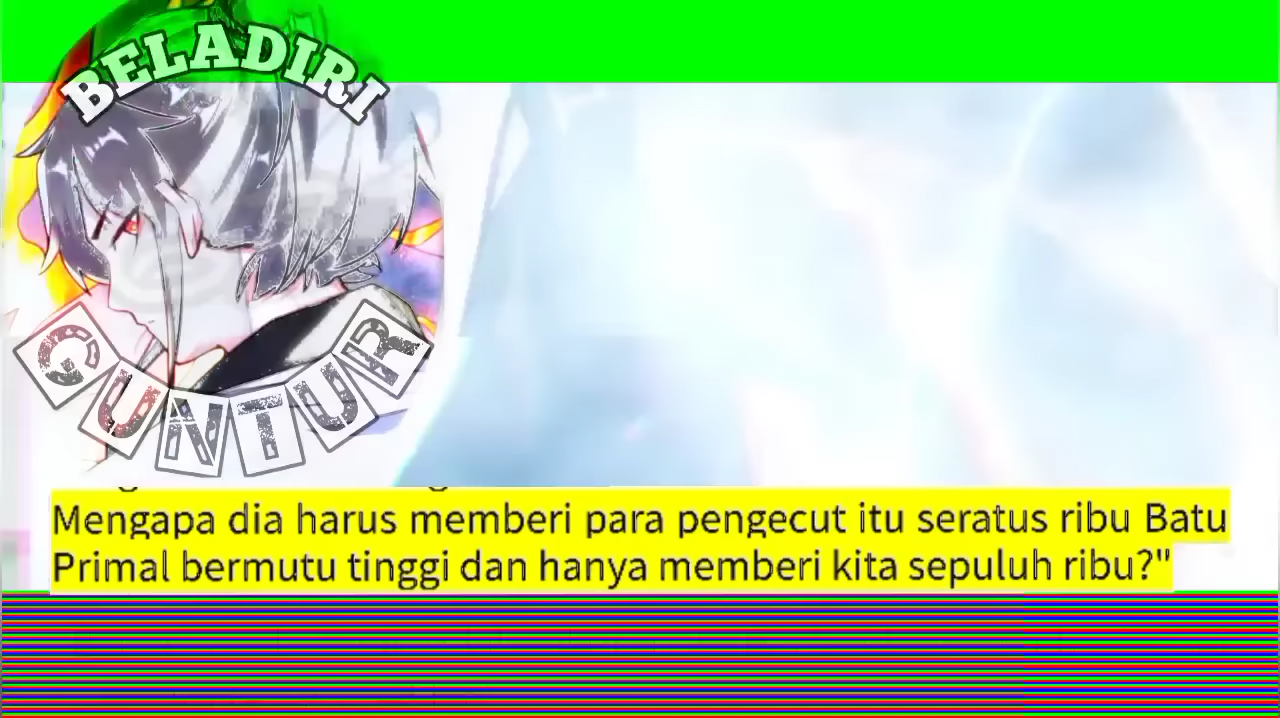 BELADIRI
GUNTUR
Mengapa dia harus memberi para pengecut itu seratus ribu Batu
Primal bermutu tinggi dan hanya memberi kita sepuluh ribu?"